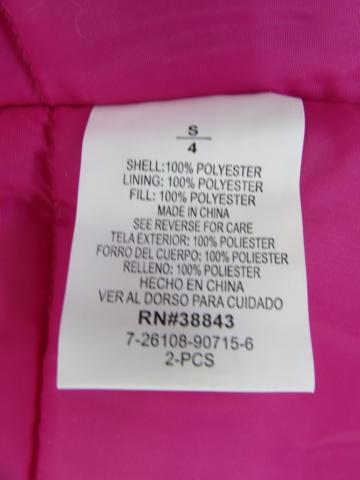 S
4
SHELL:100% POLYESTER
LINING: 100% POLYESTER
FILL: 100% POLYESTER
MADE IN CHINA
SEE REVERSE FOR CARE
TELA EXTERIOR: 100% POLIESTER
FORRO DEL CUERPO: 100% POLIESTER
RELLENO: 100% POLIESTER
HECHO EN CHINA
VER AL DORSO PARA CUIDADO
RN#38843
7-26108-90715-6
2-PCS